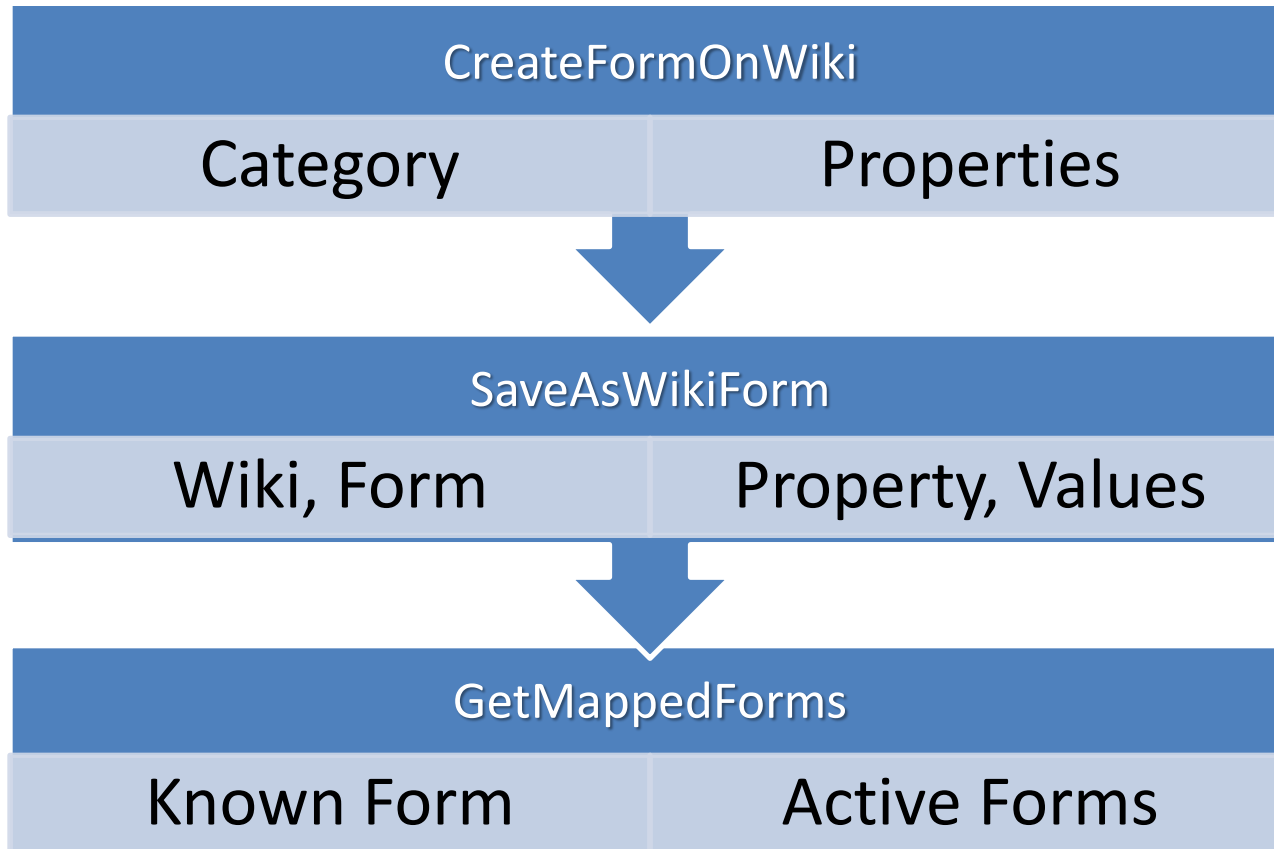 CreateFormOnWiki
Category
Properties
SaveAsWikiForm
Wiki, Form
Property, Values
GetMappedForms
Known Form
Active Forms